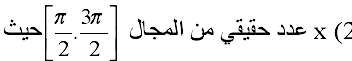 2) x عدد حقيقي من المجال [π/2 . 3π/2] حيث